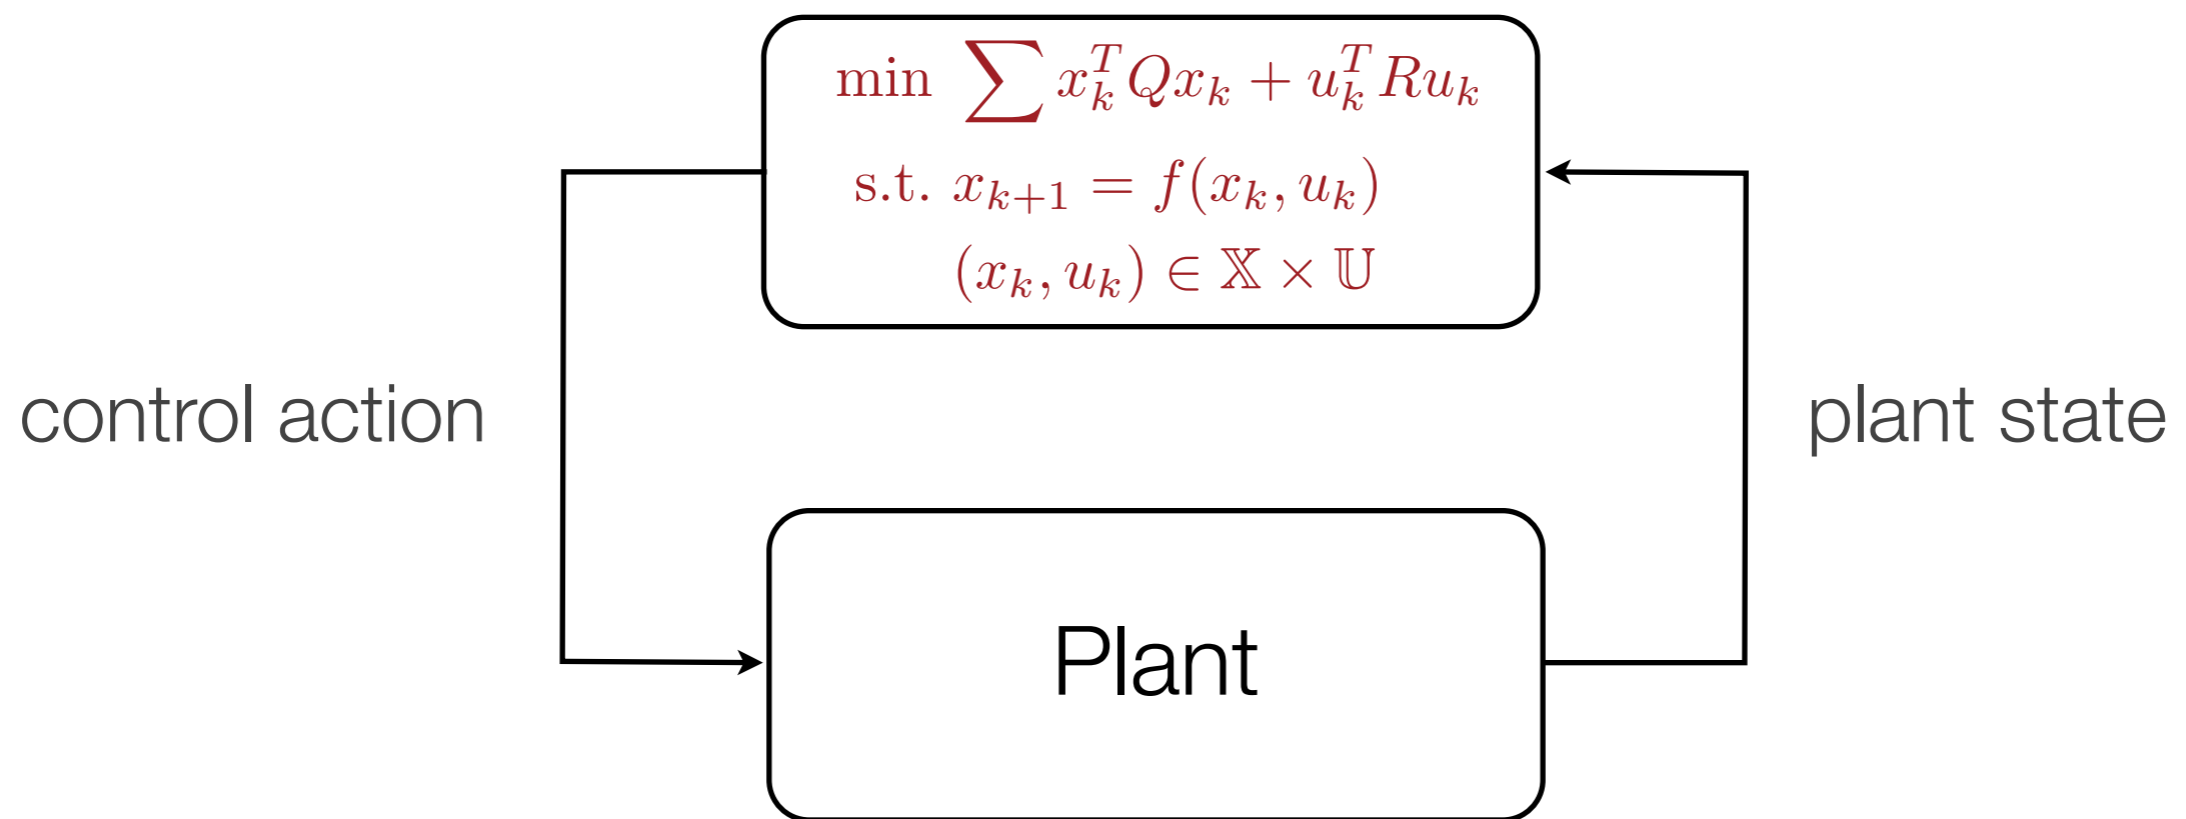 min ∑ x_k^T Q x_k + u_k^T R u_k
s.t. x_{k+1} = f(x_k, u_k)
(x_k, u_k) ∈ 𝕏 × 𝕌
control action
plant state
Plant